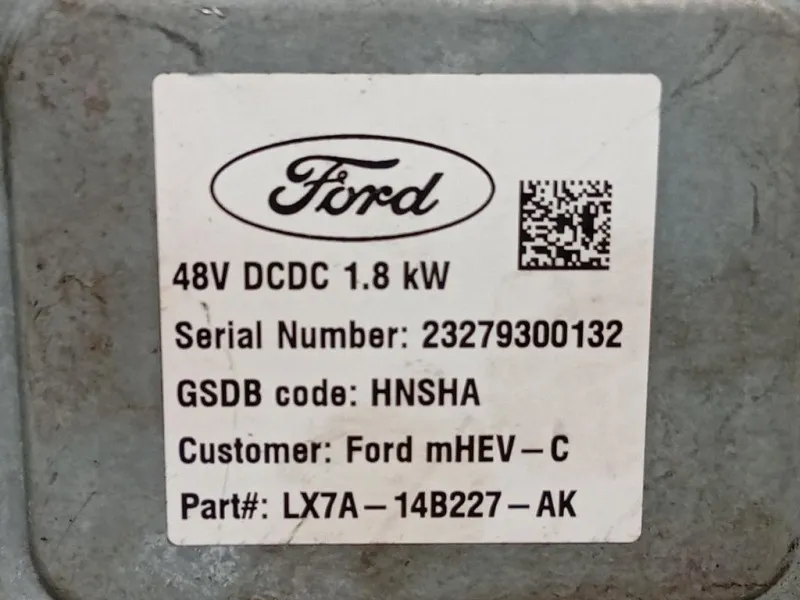 Ford
48V DCDC 1.8 kW
Serial Number: 23279300132
GSDB code: HNSHA
Customer: Ford mHEV-C
Part#: LX7A-14B227-AK